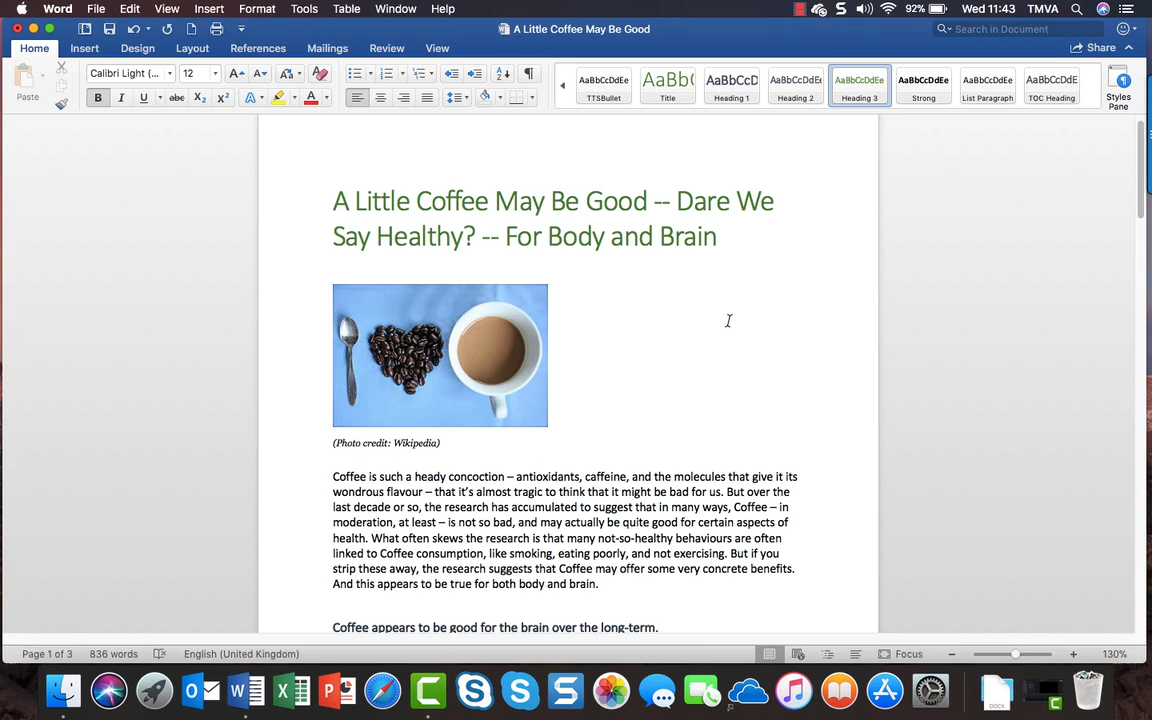 Word File Edit View Insert Format Tools Table Window Help 92% Wed 11:43 TMVA
A Little Coffee May Be Good Search in Document
Home Insert Design Layout References Mailings Review View Share
Paste Calibri Light (... 12
B I U abc X2 X2 A A
AaBbCcDdEe AaBb( AaBbCcD AaBbCcDdEe AaBbCcDdEe AaBbCcDdEe AaBbCcDdEe AaBbCcDdE
TTSBullet Title Heading 1 Heading 2 Heading 3 Strong List Paragraph TOC Heading
Styles
Pane
A Little Coffee May Be Good -- Dare We
Say Healthy? -- For Body and Brain
(Photo credit: Wikipedia)
Coffee is such a heady concoction – antioxidants, caffeine, and the molecules that give it its
wondrous flavour – that it’s almost tragic to think that it might be bad for us. But over the
last decade or so, the research has accumulated to suggest that in many ways, Coffee – in
moderation, at least – is not so bad, and may actually be quite good for certain aspects of
health. What often skews the research is that many not-so-healthy behaviours are often
linked to Coffee consumption, like smoking, eating poorly, and not exercising. But if you
strip these away, the research suggests that Coffee may offer some very concrete benefits.
And this appears to be true for both body and brain.
Coffee appears to be good for the brain over the long-term.
Page 1 of 3 836 words English (United Kingdom) Focus 130%
DOCX